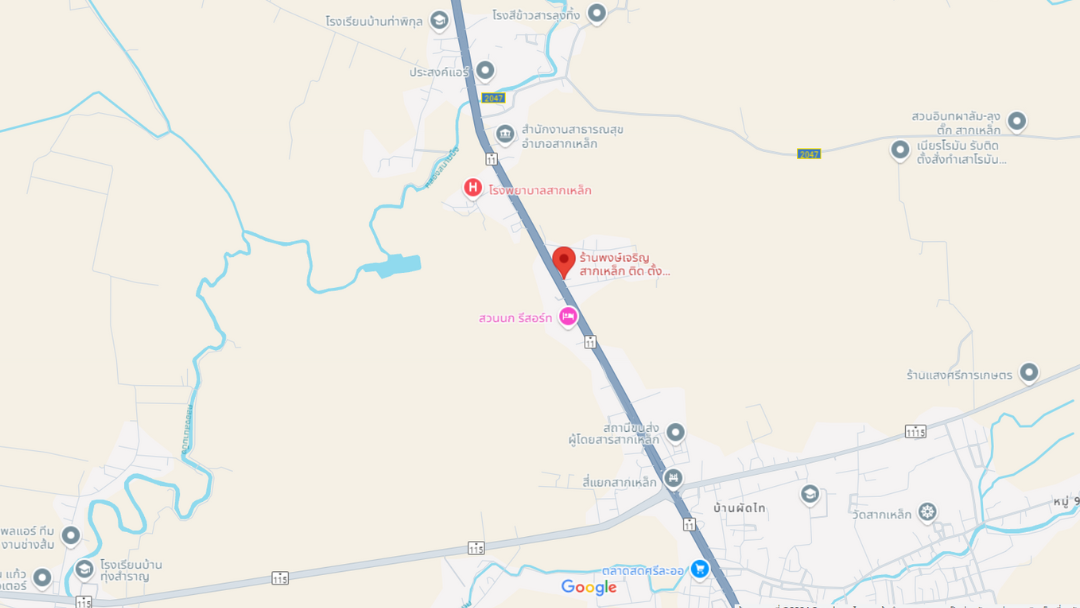 โรงเรียนบ้านท่าพิกุล
โรงสีข้าวสารลุงกึ๋ง
ประสงค์แอร์
2047
สำนักงานสาธารณสุข
อำเภอสากเหล็ก
สวนอินทผาลัม-ลุง
ตั๊ก สากเหล็ก
เนียรโรมัน รับติด
ตั้งสั่งทำเสาโรมัน...
2047
11
โรงพยาบาลสากเหล็ก
ร้านพงษ์เจริญ
สากเหล็ก ติด ตั้ง...
สวนนภ รีสอร์ท
11
ร้านแสงศรีการเกษตร
สถานีขนส่ง
ผู้โดยสารสากเหล็ก
1115
สี่แยกสากเหล็ก
บ้านผัดไท
วัดสากเหล็ก
หมู่ 9
11
พลแอร์ ทีม
งานช่างส้ม
115
โรงเรียนบ้าน
ทุ่งสำราญ
แก้ว
115
ตลาดสดศรีละออ
Google
115